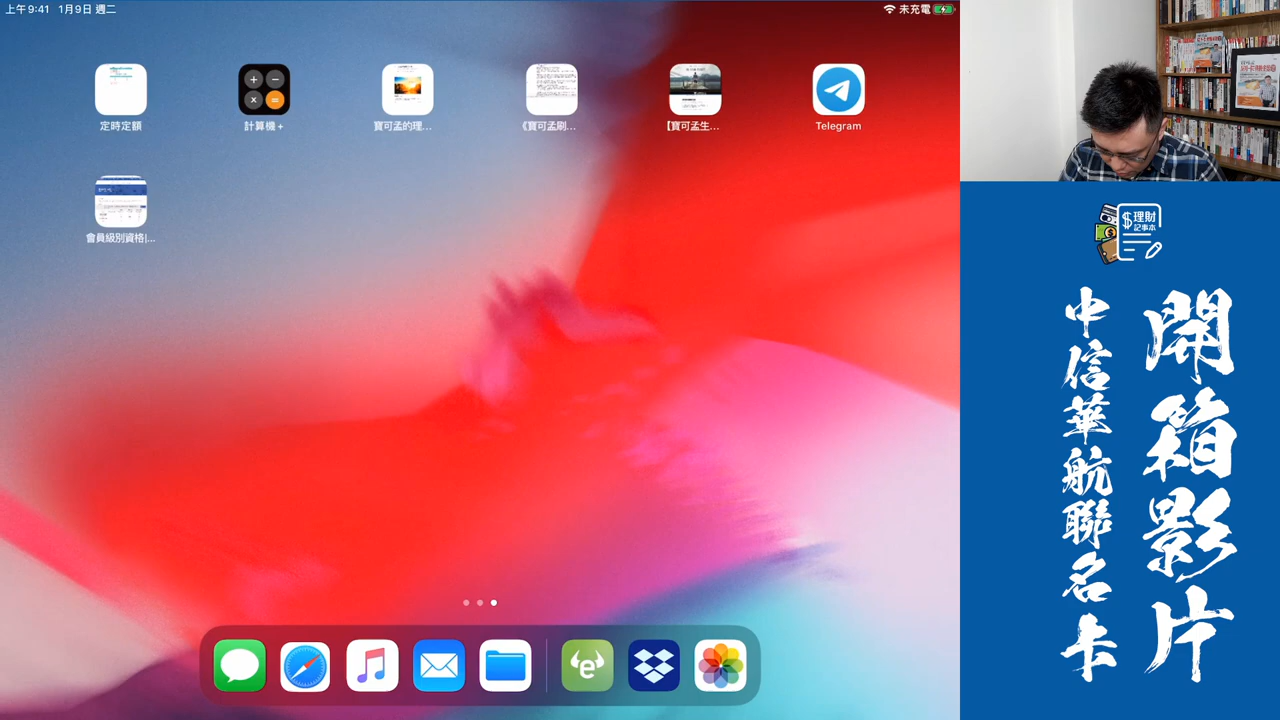 上午9:41 1月9日 週二
未充電
定時定額
計算機+
寶可孟的理...
《寶可孟刷...
【寶可孟生...
Telegram
會員級別資格|...
$理財
記事本
開箱影片
中信華航聯名卡